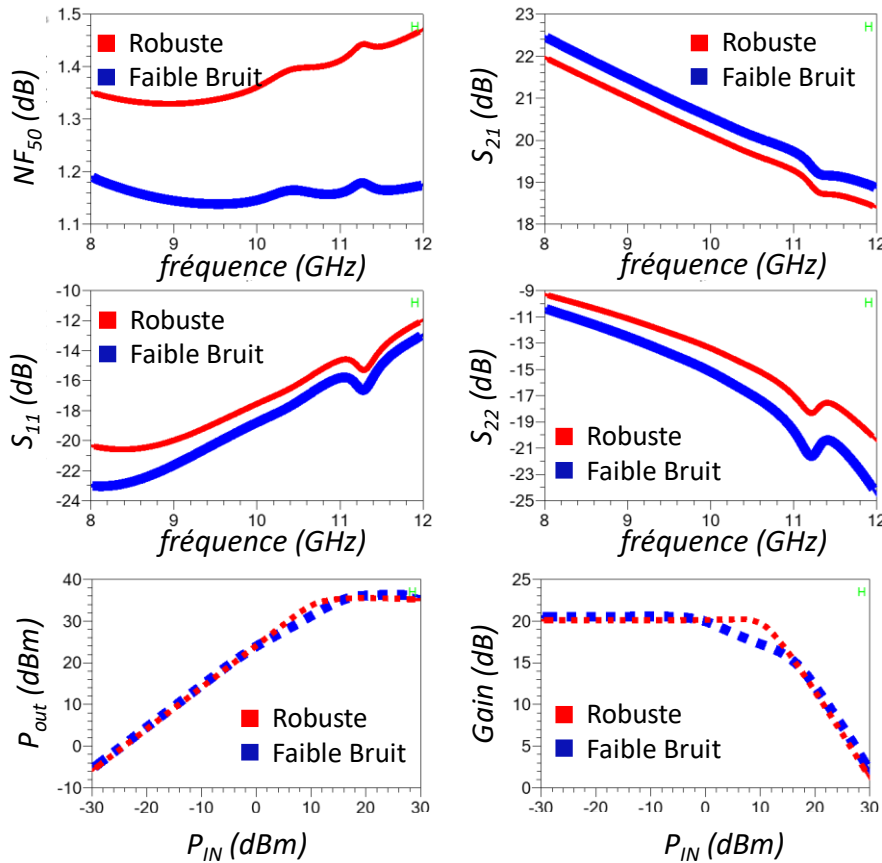 1.5
1.4
1.3
1.2
1.1
NF50 (dB)
Robuste
Faible Bruit
H
8 9 10 11 12
fréquence (GHz)
23
22
21
20
19
18
S21 (dB)
Robuste
Faible Bruit
H
8 9 10 11 12
fréquence (GHz)
-10
-12
-14
-16
-18
-20
-22
-24
S11 (dB)
Robuste
Faible Bruit
H
8 9 10 11 12
fréquence (GHz)
-9
-11
-13
-15
-17
-19
-21
-23
-25
S22 (dB)
Robuste
Faible Bruit
H
8 9 10 11 12
fréquence (GHz)
40
30
20
10
0
-10
Pout (dBm)
Robuste
Faible Bruit
H
-30 -20 -10 0 10 20 30
PIN (dBm)
25
20
15
10
5
0
Gain (dB)
Robuste
Faible Bruit
H
-30 -20 -10 0 10 20 30
PIN (dBm)